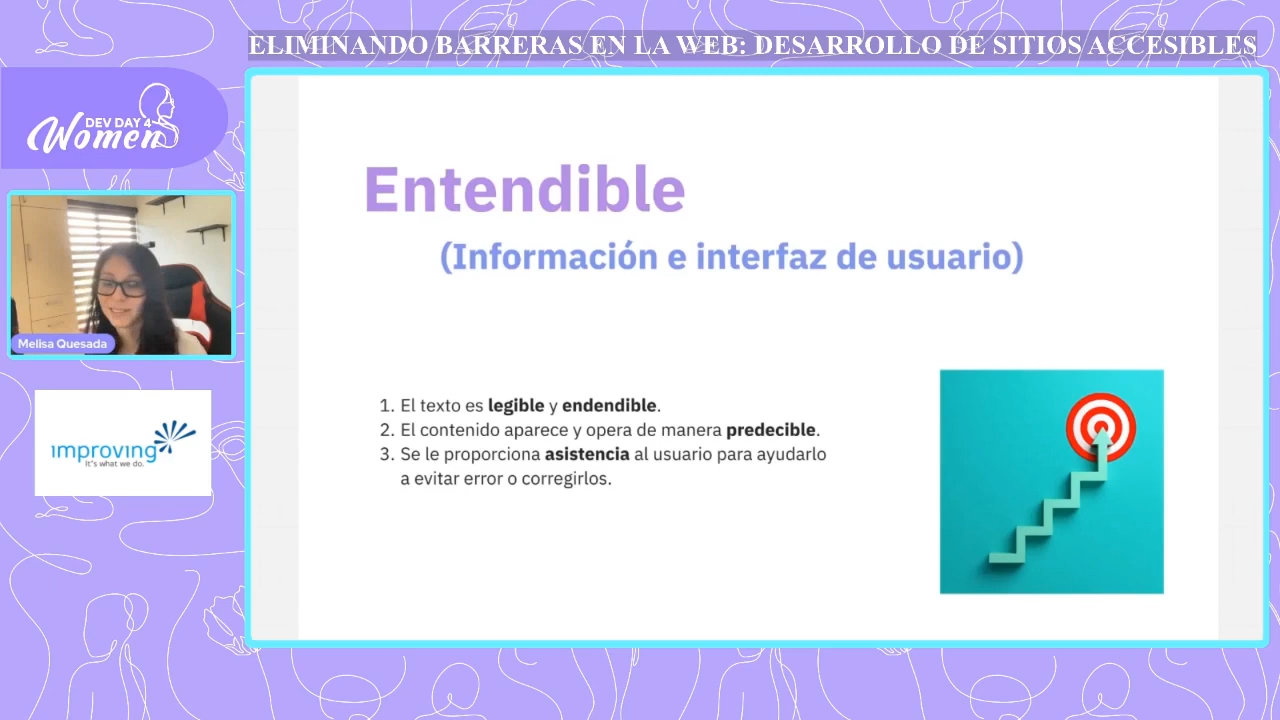 ELIMINANDO BARRERAS EN LA WEB: DESARROLLO DE SITIOS ACCESIBLES
DEV DAY 4
Women
Melisa Quesada
improving
It's what we do.
Entendible
(Información e interfaz de usuario)
1. El texto es legible y endendible.
2. El contenido aparece y opera de manera predecible.
3. Se le proporciona asistencia al usuario para ayudarlo
a evitar error o corregirlos.